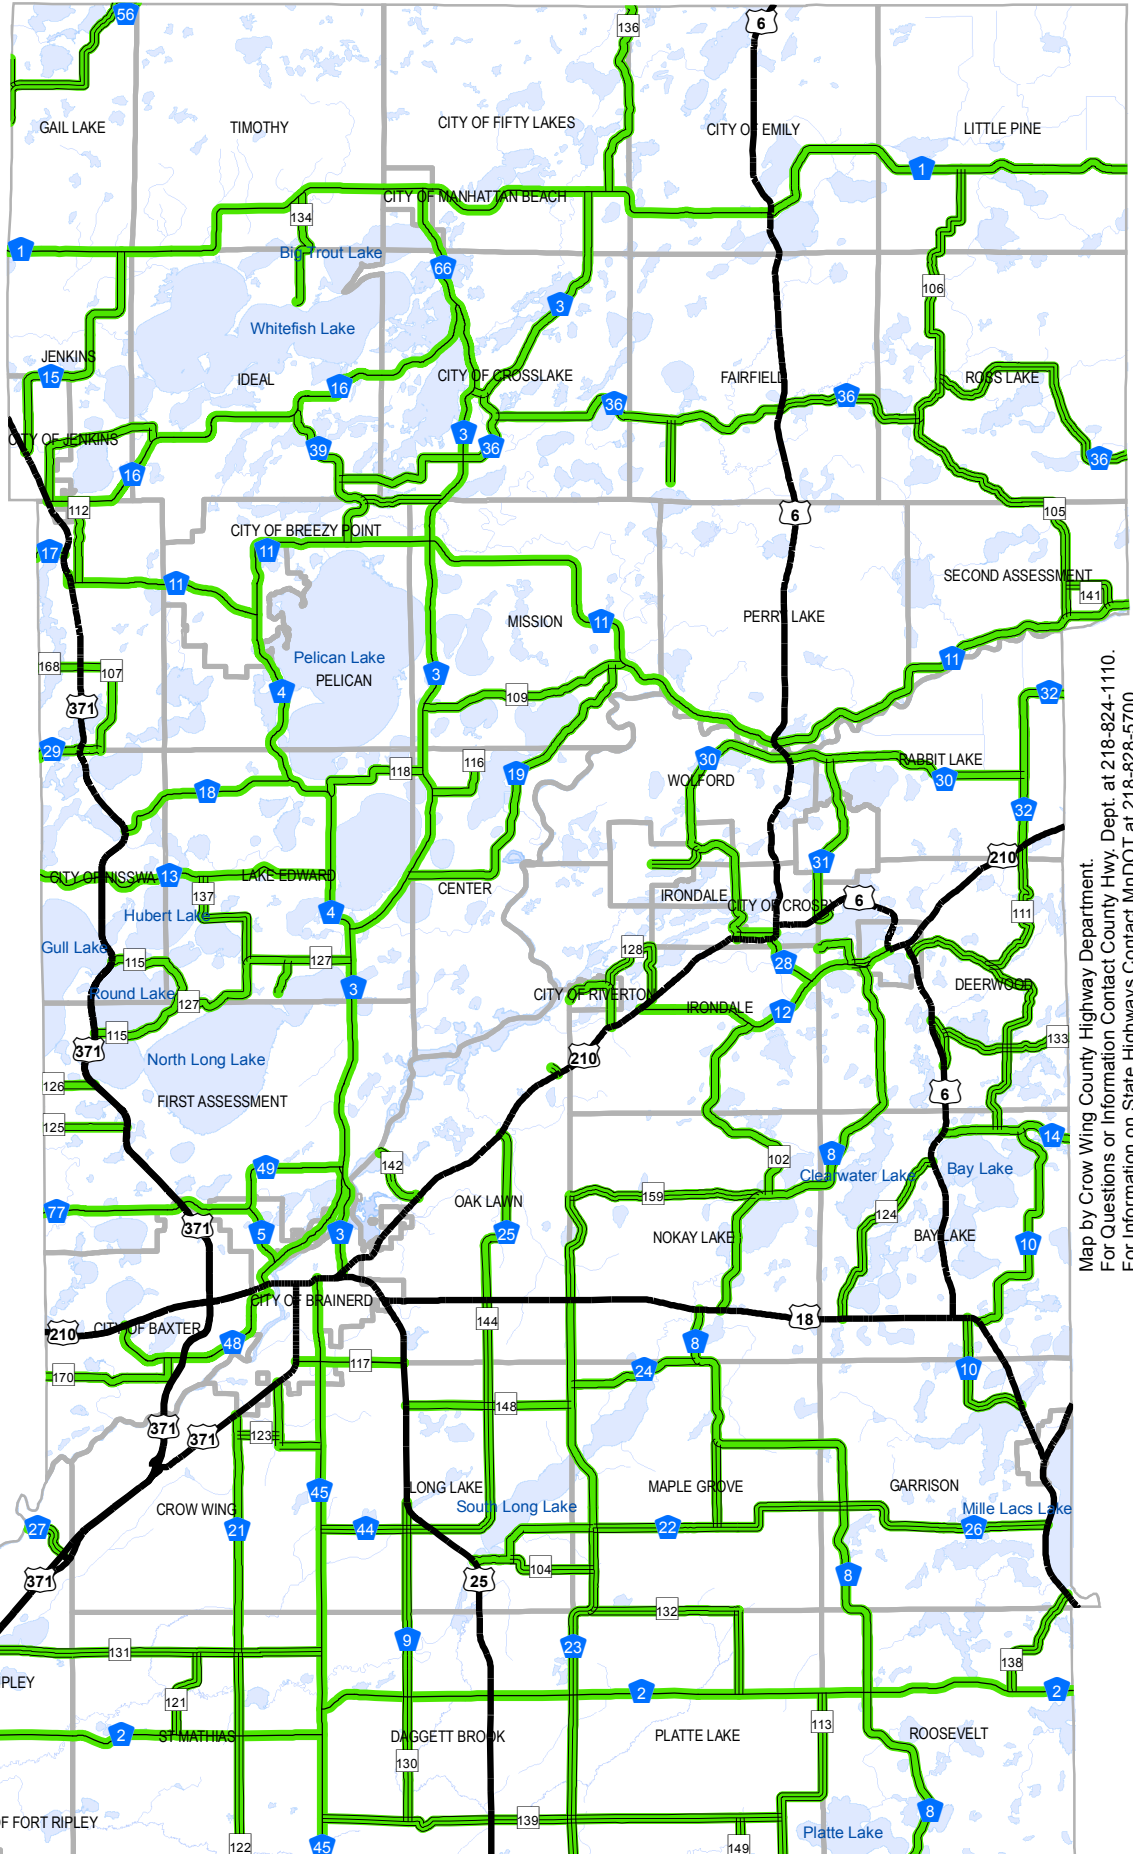 56
136
6
GAIL LAKE
TIMOTHY
CITY OF FIFTY LAKES
CITY OF EMILY
LITTLE PINE
1
CITY OF MANHATTAN BEACH
134
1
Big Trout Lake
66
106
3
Whitefish Lake
JENKINS
15
IDEAL
16
CITY OF CROSSLAKE
FAIRFIELD
ROSS LAKE
36
36
CITY OF JENKINS
3
39
36
36
16
112
6
105
CITY OF BREEZY POINT
17
11
11
SECOND ASSESSMENT
141
MISSION
11
PERRY LAKE
Pelican Lake
11
168
107
3
PELICAN
4
109
32
371
29
116
30
RABBIT LAKE
118
19
WOLFORD
30
18
32
31
210
CITY OF NISSWA
13
LAKE EDWARD
CENTER
137
IRONDALE
CITY OF CROSBY
6
Hubert Lake
4
111
Gull Lake
128
115
127
28
Round Lake
127
3
CITY OF RIVERTON
DEERWOOD
IRONDALE
12
115
133
371
North Long Lake
210
126
FIRST ASSESSMENT
6
125
14
142
102
8
49
Clearwater Lake
Bay Lake
159
OAK LAWN
77
124
371
5
3
25
NOKAY LAKE
BAY LAKE
10
CITY OF BRAINERD
210
CITY OF BAXTER
144
18
48
8
117
24
10
170
148
371
371
123
45
LONG LAKE
MAPLE GROVE
GARRISON
CROW WING
South Long Lake
Mille Lacs Lake
27
21
44
22
26
104
371
25
8
132
9
23
131
138
PLEY
121
2
2
2
ST MATHIAS
DAGGETT BROOK
PLATTE LAKE
113
ROOSEVELT
130
8
F FORT RIPLEY
139
Platte Lake
122
45
149
Map by Crow Wing County Highway Department.
For Questions or Information Contact County Hwy. Dept. at 218-824-1110.
For Information on State Highways Contact MnDOT at 218-828-5700